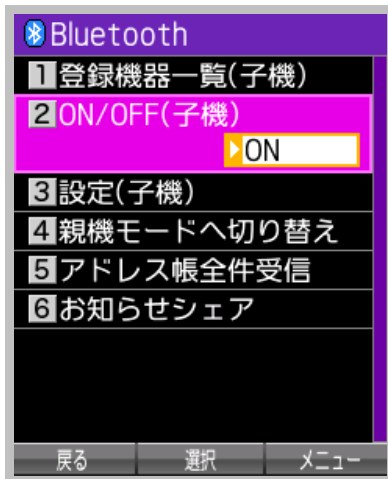 Bluetooth
1登録機器一覧(子機)
2ON/OFF(子機)
ON
3設定(子機)
4親機モードへ切り替え
5アドレス帳全件受信
6お知らせシェア
戻る 選択 メニュー